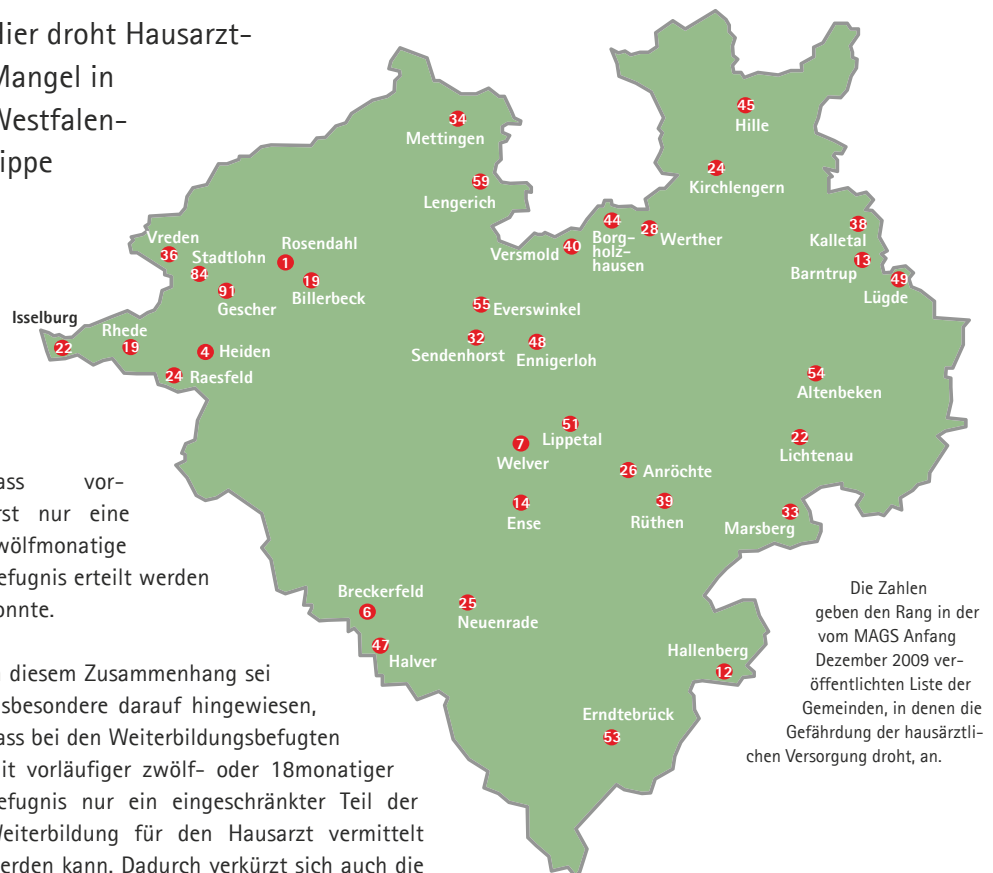 Hier droht Hausarzt-
Mangel in
Westfalen-
ippe
34
Mettingen
59
Lengerich
45
Hille
24
Kirchlengern
44
Borg-
holz-
hausen
28 Werther
Versmold 40
38
Kalletal
13
Barntrup
49
Lügde
Vreden
36
Stadtlohn
84
91
Gescher
Rosendahl
1
19
Billerbeck
55
Everswinkel
32
Sendenhorst
48
Ennigerloh
Isselburg
22
Rhede
19
4 Heiden
24 Raesfeld
54
Altenbeken
51
Lippetal
7
Welver
22
Lichtenau
26 Anröchte
14
Ense
39
Rüthen
33
Marsberg
Breckerfeld
6
25
Neuenrade
47
Halver
Hallenberg
12
Erndtebrück
53
ass vor-
rst nur eine
wölfmonatige
efugnis erteilt werden
onnte.
n diesem Zusammenhang sei
sbesondere darauf hingewiesen,
ass bei den Weiterbildungsbefugten
it vorläufiger zwölf- oder 18monatiger
efugnis nur ein eingeschränkter Teil der
Weiterbildung für den Hausarzt vermittelt
erden kann. Dadurch verkürzt sich auch die
Die Zahlen
geben den Rang in der
vom MAGS Anfang
Dezember 2009 ver-
öffentlichten Liste der
Gemeinden, in denen die
Gefährdung der hausärztli-
chen Versorgung droht, an.